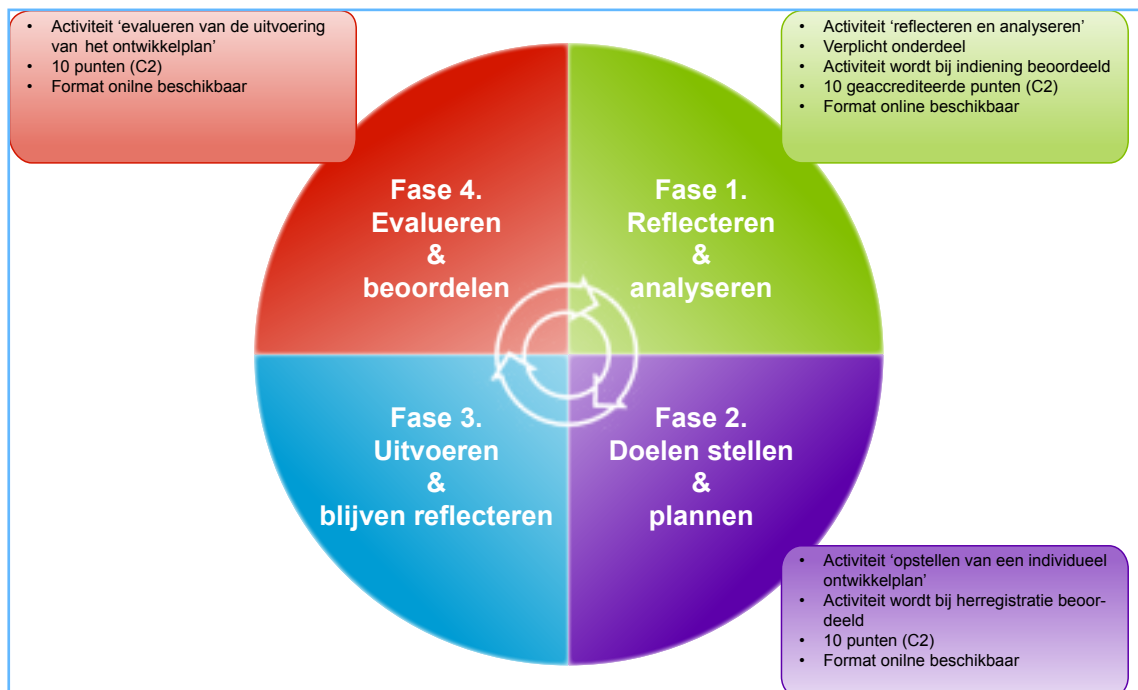 • Activiteit ‘evalueren van de uitvoering
van het ontwikkelplan’
• 10 punten (C2)
• Format onilne beschikbaar
• Activiteit ‘reflecteren en analyseren’
• Verplicht onderdeel
• Activiteit wordt bij indiening beoordeeld
• 10 geaccrediteerde punten (C2)
• Format online beschikbaar
Fase 4.
Evalueren
&
beoordelen
Fase 1.
Reflecteren
&
analyseren
Fase 3.
Uitvoeren
&
blijven reflecteren
Fase 2.
Doelen stellen
&
plannen
• Activiteit ‘opstellen van een individueel
ontwikkelplan’
• Activiteit wordt bij herregistratie beoor-
deeld
• 10 punten (C2)
• Format onilne beschikbaar